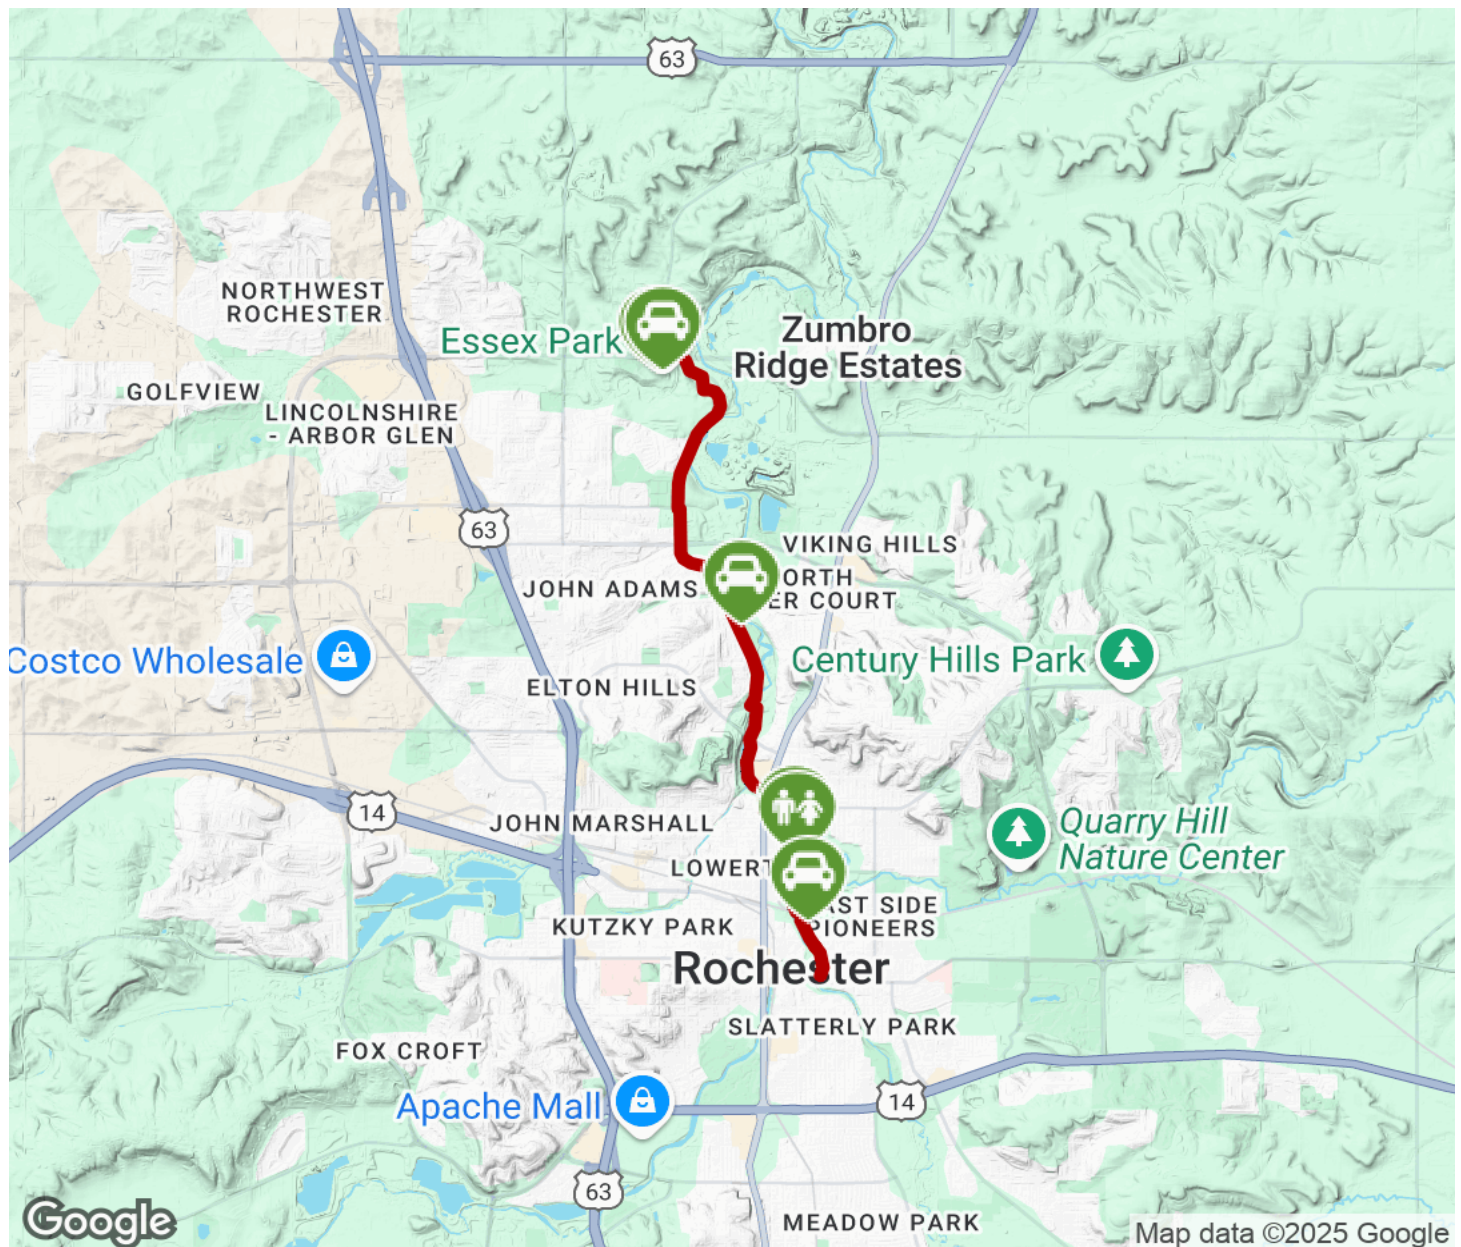 63
NORTHWEST
ROCHESTER
Essex Park
Zumbro
Ridge Estates
GOLFVIEW
LINCOLNSHIRE
- ARBOR GLEN
63
VIKING HILLS
JOHN ADAMS
ORTH
ER COURT
Costco Wholesale
Century Hills Park
ELTON HILLS
14
JOHN MARSHALL
Quarry Hill
Nature Center
LOWERT
AST SIDE
PIONEERS
KUTZKY PARK
Rochester
SLATTERLY PARK
FOX CROFT
Apache Mall
14
63
MEADOW PARK
Google
Map data ©2025 Google